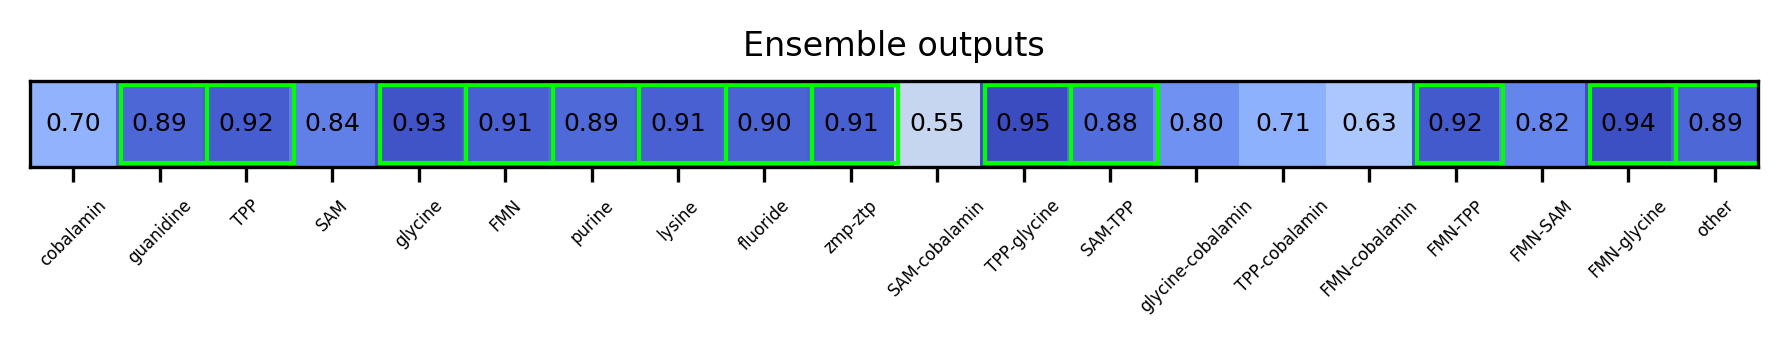 Ensemble outputs
0.70 0.89 0.92 0.84 0.93 0.91 0.89 0.91 0.90 0.91 0.55 0.95 0.88 0.80 0.71 0.63 0.92 0.82 0.94 0.89
cobalamin guanidine TPP SAM glycine FMN purine lysine fluoride zmp-ztp SAM-cobalamin TPP-glycine SAM-TPP glycine-cobalamin TPP-cobalamin FMN-cobalamin FMN-TPP FMN-SAM FMN-glycine other